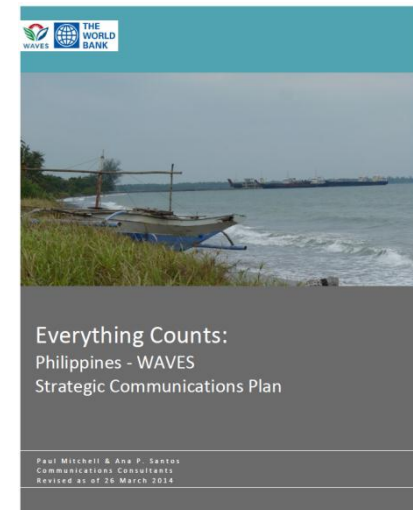 WAVES
THE
WORLD
BANK
Everything Counts:
Philippines - WAVES
Strategic Communications Plan
Paul Mitchell & Ana P. Santos
Communications Consultants
Revised as of 26 March 2014